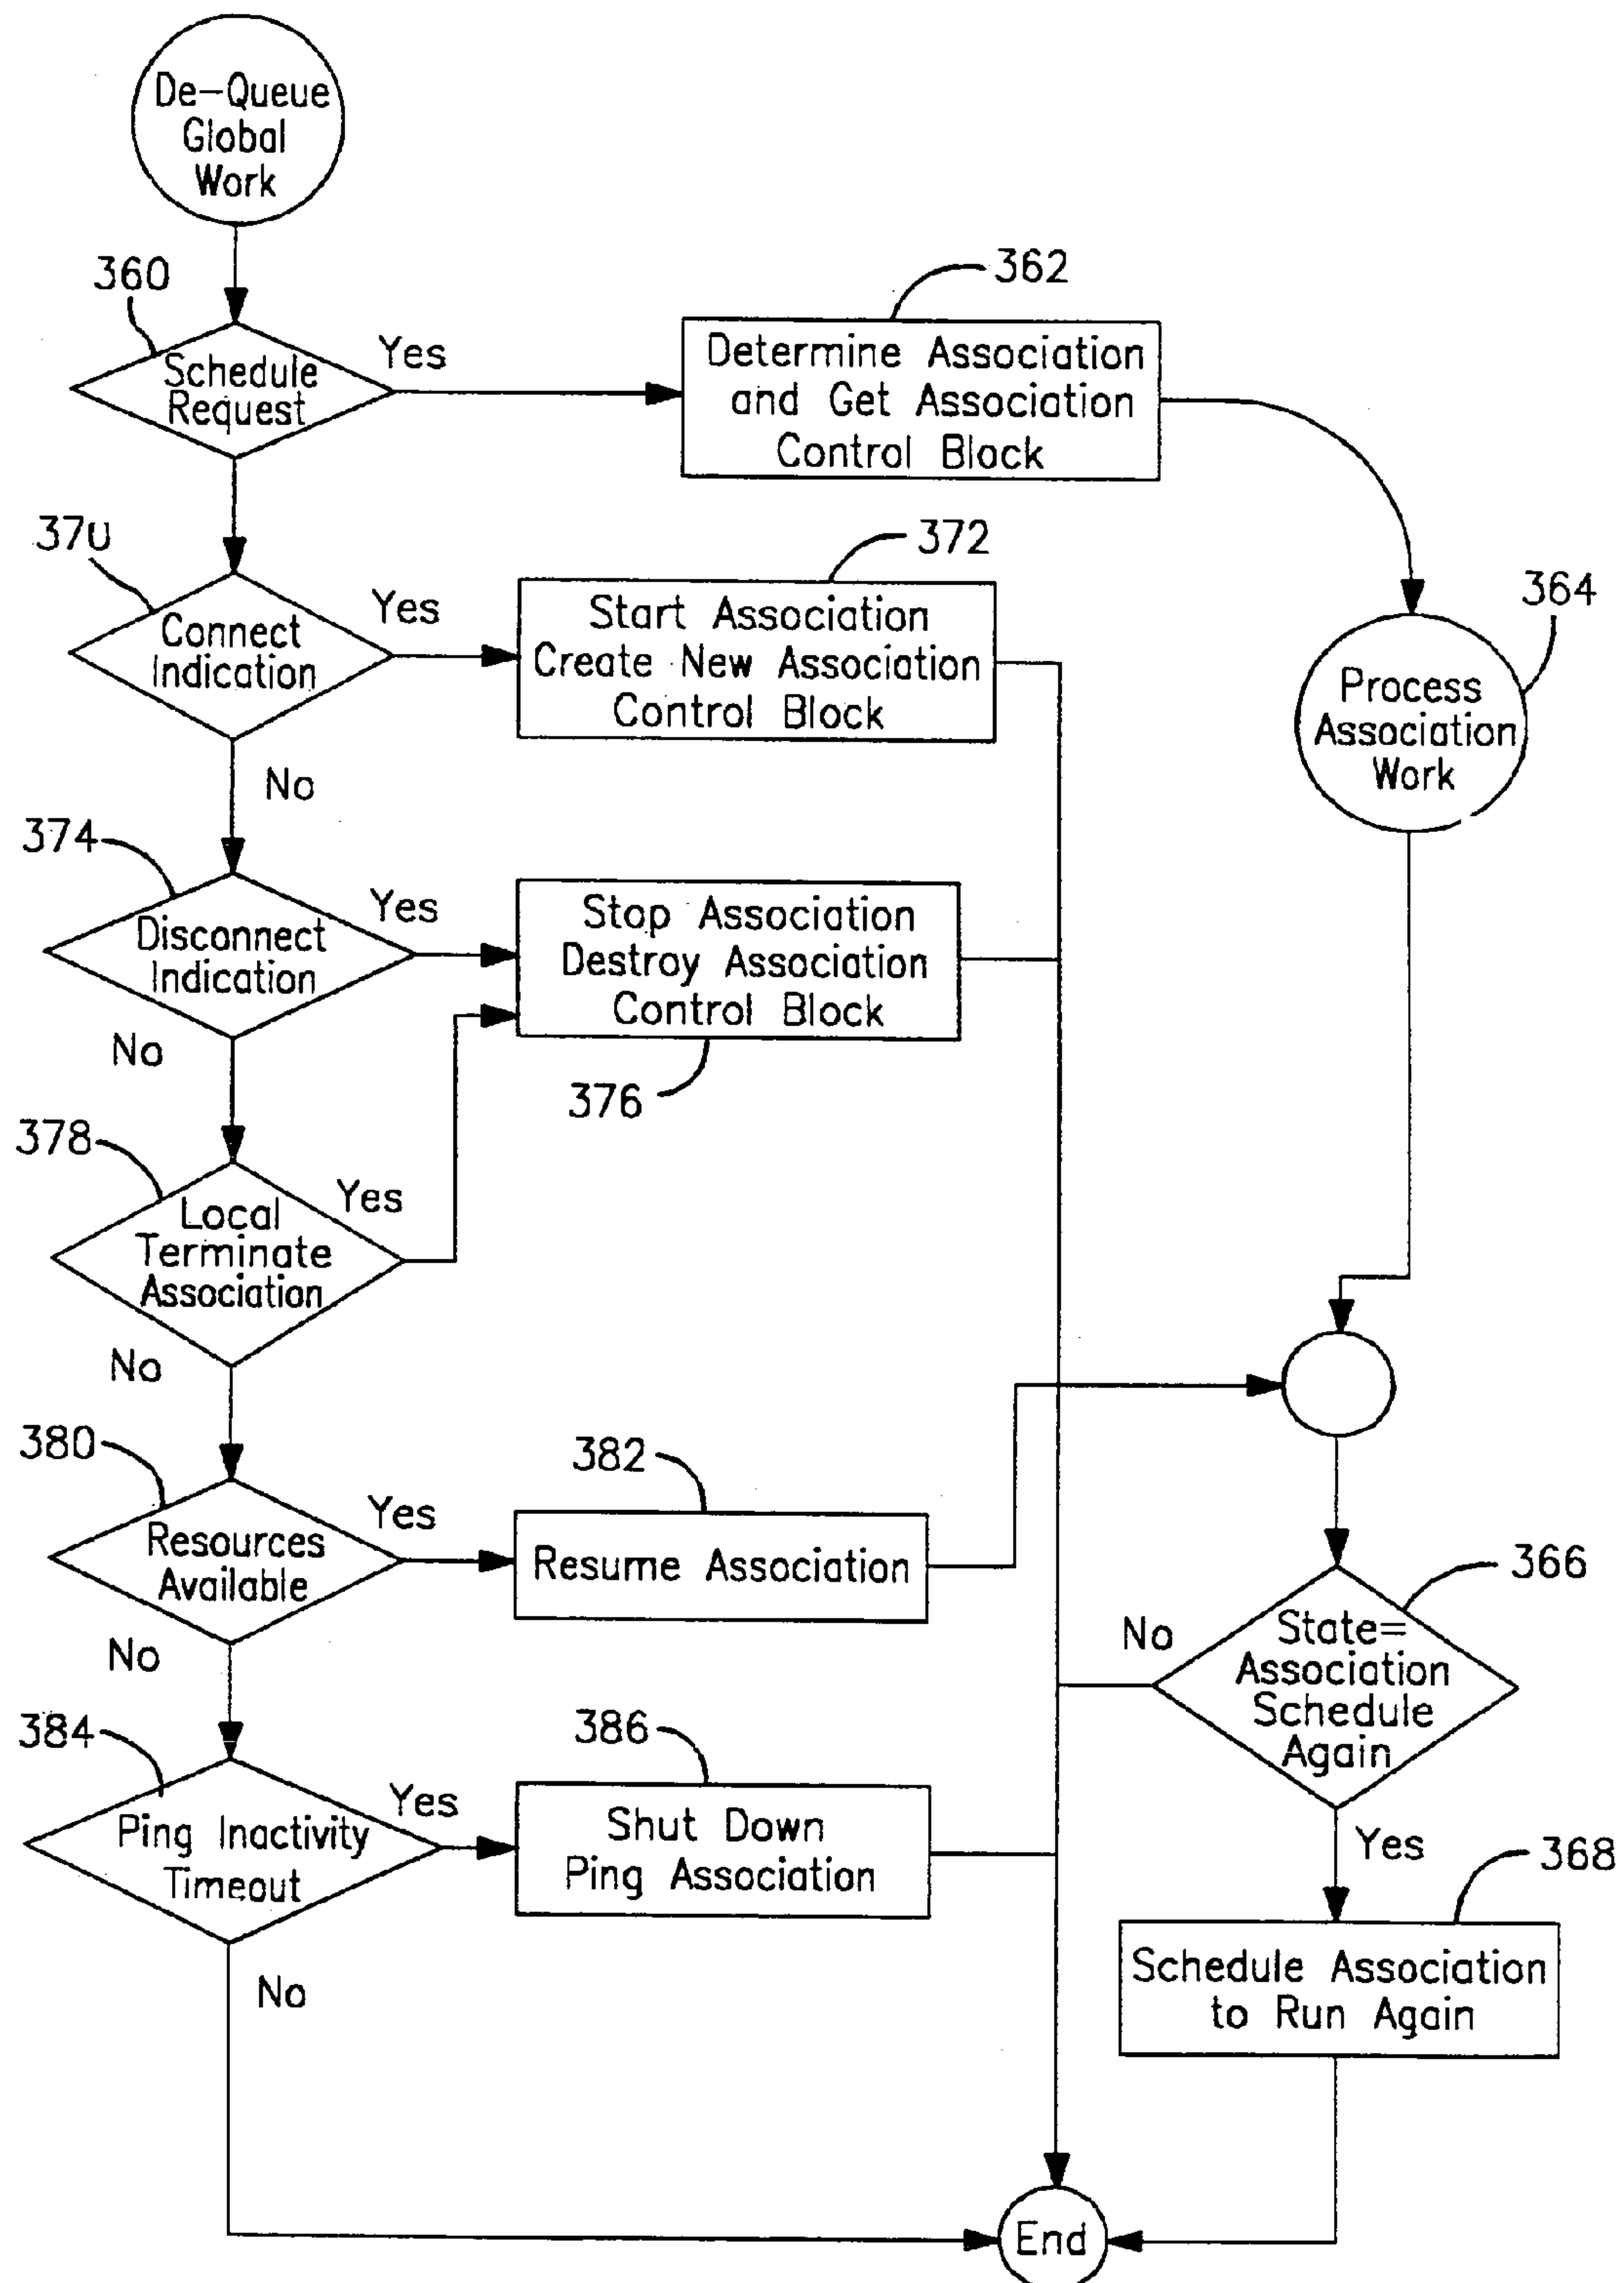 De-Queue
Global
Work
360
Schedule
Request
Yes
362
Determine Association
and Get Association
Control Block
370
Connect
Indication
Yes
372
Start Association
Create New Association
Control Block
364
Process
Association
Work
No
374
Disconnect
Indication
Yes
Stop Association
Destroy Association
Control Block
376
No
378
Local
Terminate
Association
Yes
No
380
Resources
Available
Yes
382
Resume Association
366
State=
Association
Schedule
Again
No
No
384
Ping Inactivity
Timeout
Yes
386
Shut Down
Ping Association
Yes
368
Schedule Association
to Run Again
No
End